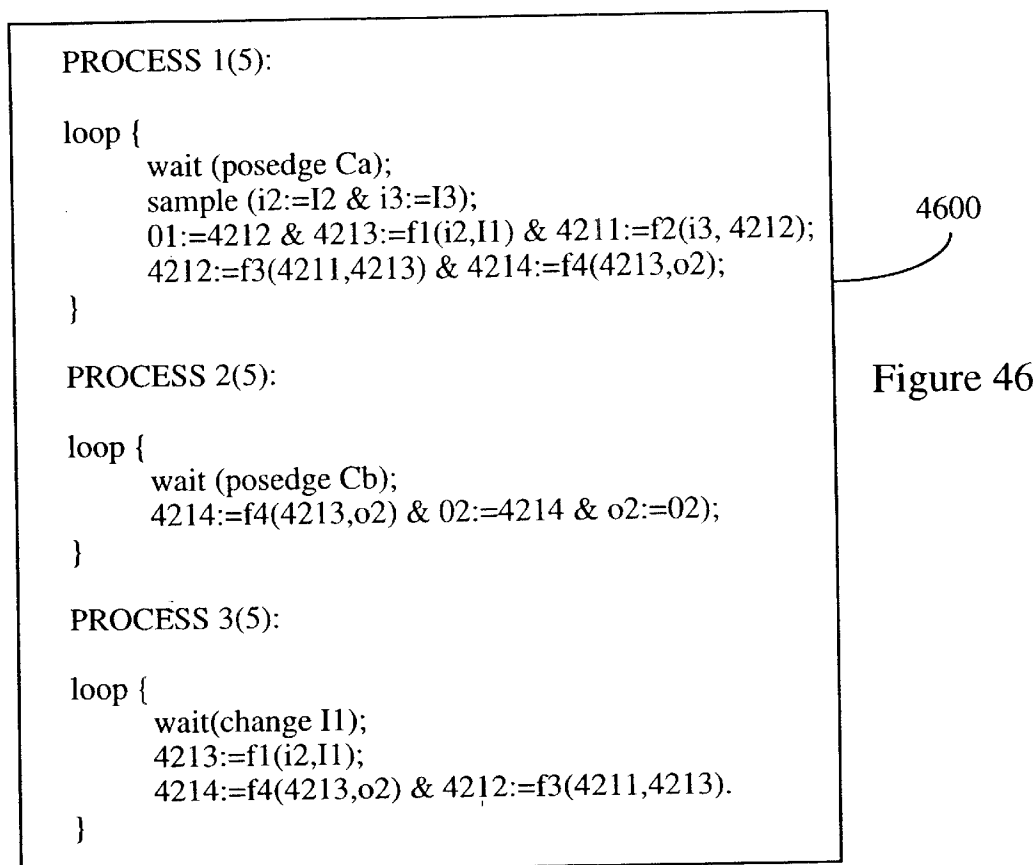 PROCESS 1(5):
loop {
wait (posedge Ca);
sample (i2:=I2 & i3:=I3);
01:=4212 & 4213:=f1(i2,I1) & 4211:=f2(i3, 4212);
4212:=f3(4211,4213) & 4214:=f4(4213,o2);
}
PROCESS 2(5):
loop {
wait (posedge Cb);
4214:=f4(4213,o2) & 02:=4214 & o2:=02);
}
PROCESS 3(5):
loop {
wait(change I1);
4213:=f1(i2,I1);
4214:=f4(4213,o2) & 4212:=f3(4211,4213).
}
4600
Figure 46